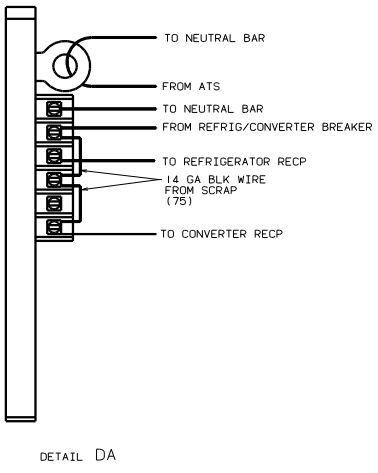 TO NEUTRAL BAR
FROM ATS
TO NEUTRAL BAR
FROM REFRIG/CONVERTER BREAKER
TO REFRIGERATOR RECP
14 GA BLK WIRE
FROM SCRAP
(75)
TO CONVERTER RECP
DETAIL DA